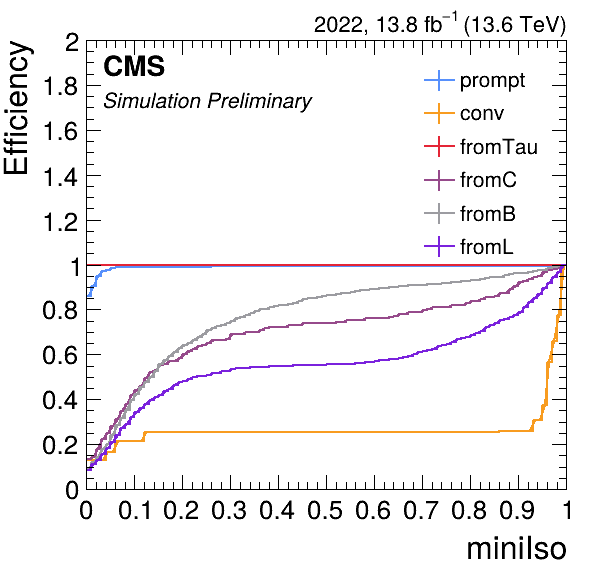 2022, 13.8 fb⁻¹ (13.6 TeV)
Efficiency
CMS
Simulation Preliminary
prompt
conv
fromTau
fromC
fromB
fromL
2
1.8
1.6
1.4
1.2
1
0.8
0.6
0.4
0.2
0
0 0.1 0.2 0.3 0.4 0.5 0.6 0.7 0.8 0.9 1
miniIso